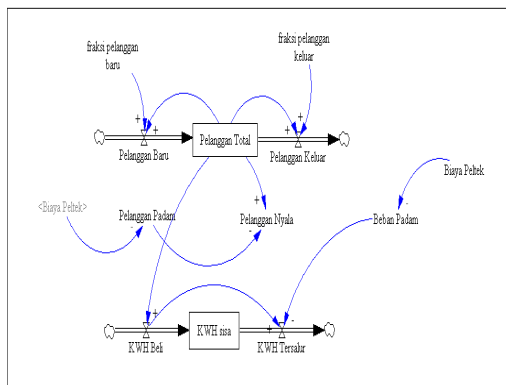 fraksi pelanggan
baru
fraksi pelanggan
keluar
+
+
+
+
Pelanggan Total
Pelanggan Baru
Pelanggan Keluar
Biaya Peltek
<Biaya Peltek>
-
Pelanggan Padam
+
-
Pelanggan Nyala
-
Beban Padam
+
KWH sisa
-
+
KWH Beli
KWH Tersalur